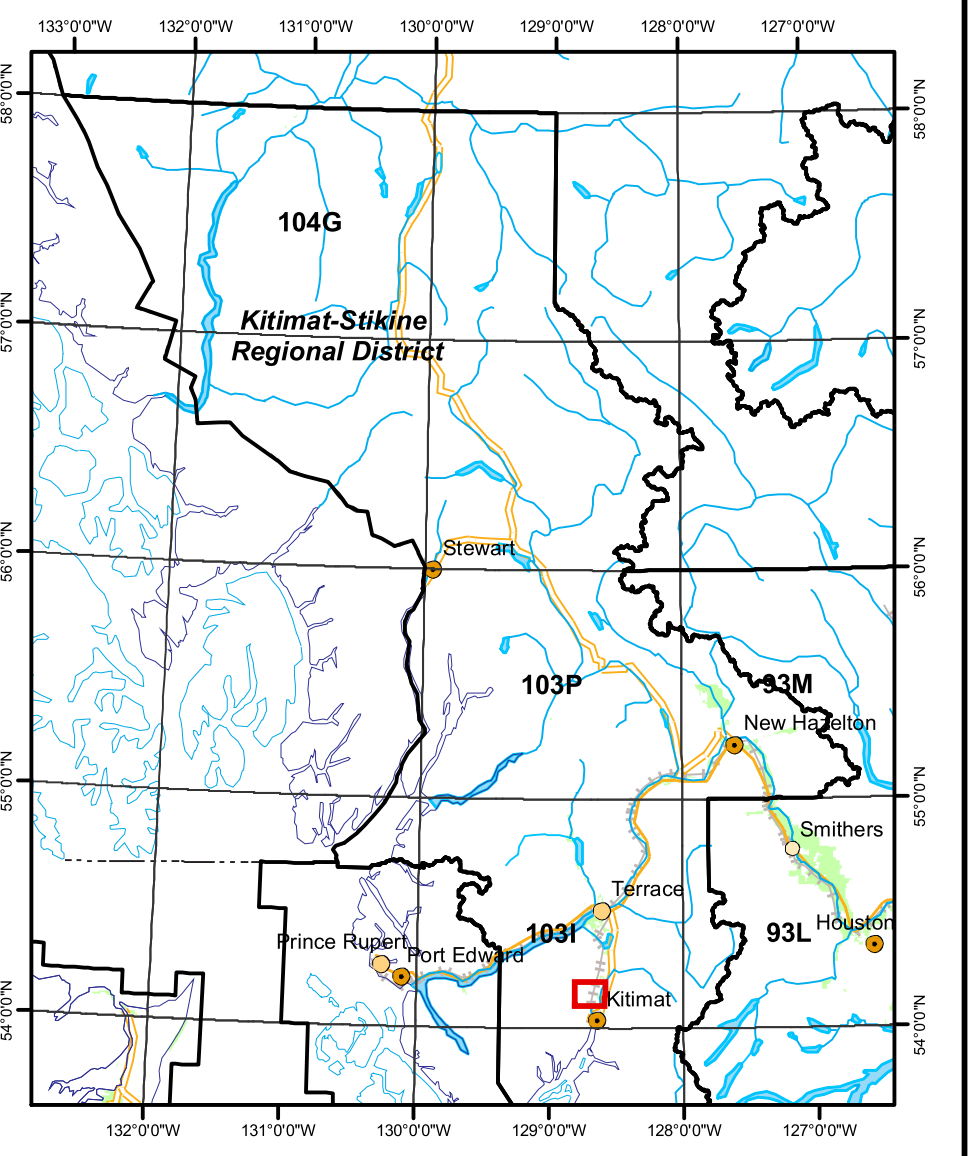 133°0'0"W 132°0'0"W 131°0'0"W 130°0'0"W 129°0'0"W 128°0'0"W 127°0'0"W
58°0'0"N
58°0'0"N
104G
Kitimat-Stikine
Regional District
57°0'0"N
57°0'0"N
Stewart
56°0'0"N
56°0'0"N
103P
93M
New Hazelton
55°0'0"N
55°0'0"N
Smithers
Terrace
103I
93L
Houston
Prince Rupert
Port Edward
Kitimat
54°0'0"N
54°0'0"N
132°0'0"W 131°0'0"W 130°0'0"W 129°0'0"W 128°0'0"W 127°0'0"W